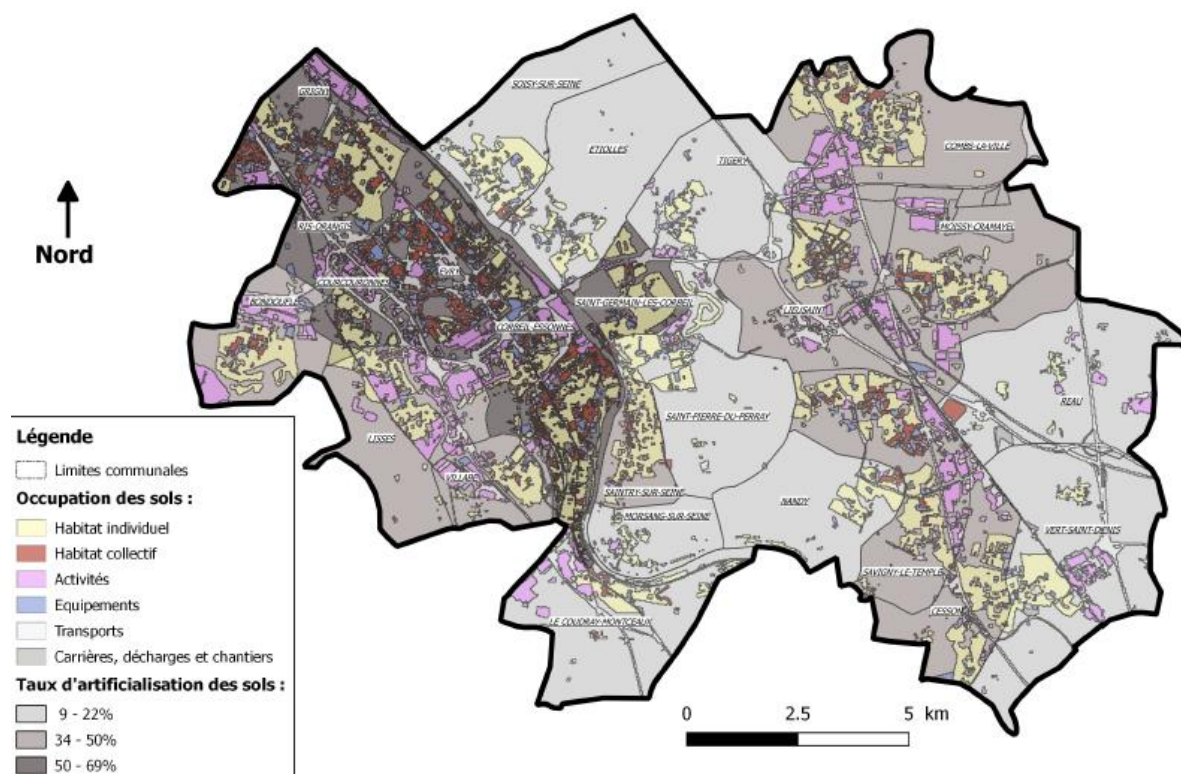 SOISY-SUR-SEINE
GRIGNY
ETIOLLES
TIGERY
COMBS-LA-VILLE
Nord
RIS-ORANGIS
MOISSY-CRAMAYEL
EVRY
COURCOURONNES
BONDOUFLE
SAINT-GERMAIN-LES-CORBEIL
LIEUSAINT
CORBEIL-ESSONNES
REAU
SAINT-PIERRE-DU-PERRAY
LISSES
VILLABE
SAINTRY-SUR-SEINE
NANDY
MORSANG-SUR-SEINE
VERT-SAINT-DENIS
SAVIGNY-LE-TEMPLE
CESSON
LE COUDRAY-MONTCEAUX
Légende
Limites communales
Occupation des sols :
Habitat individuel
Habitat collectif
Activités
Equipements
Transports
Carrières, décharges et chantiers
Taux d'artificialisation des sols :
9 - 22%
34 - 50%
50 - 69%
0 2.5 5 km